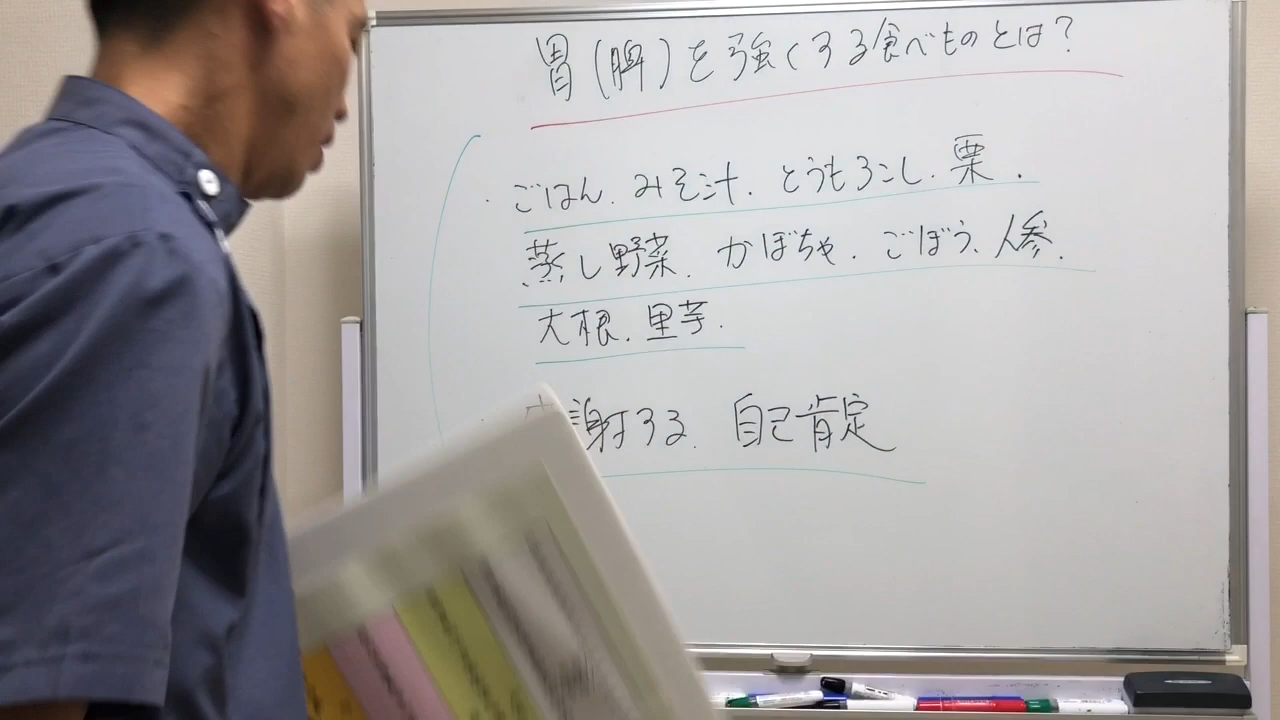 胃(脾)を強くする食べものとは?
・ごはん.みそ汁.とうもろこし.栗.
蒸し野菜.かぼちゃ.ごぼう.人参.
大根.里芋.
謝する.自己肯定